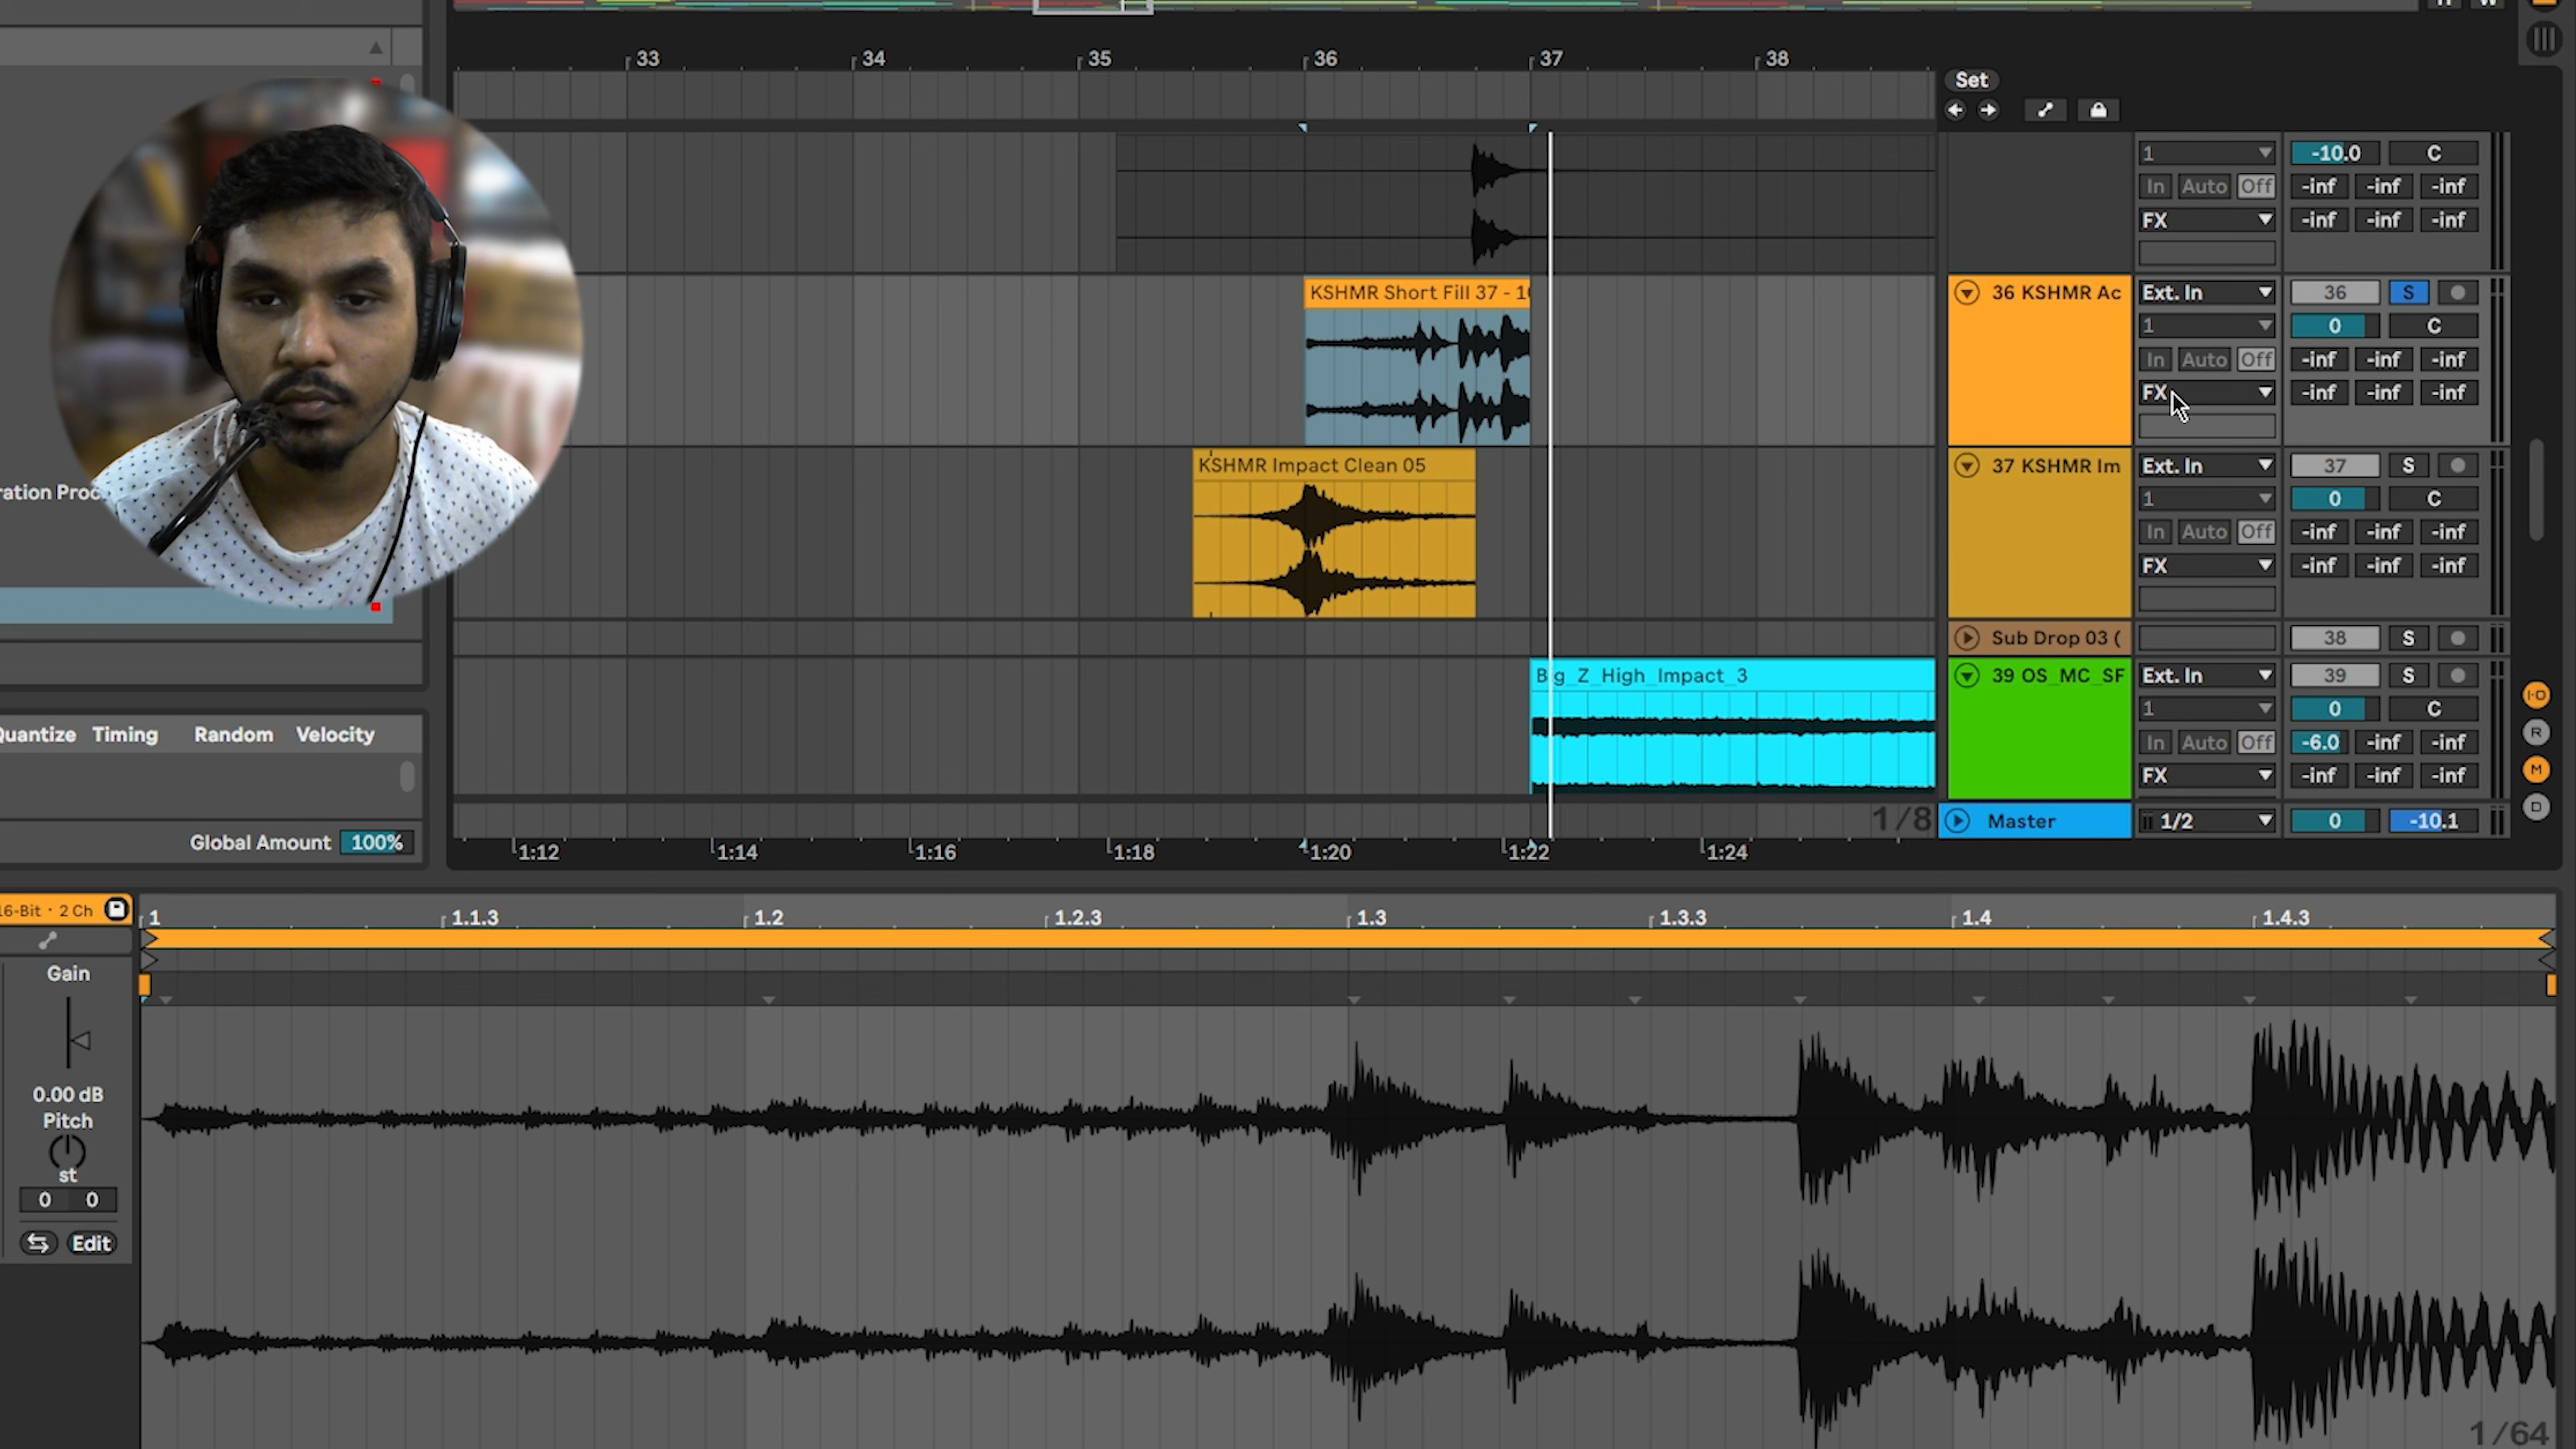 H W
33 34 35 36 37 38
Set
1 -10.0 C
In Auto Off -inf -inf -inf
FX -inf -inf -inf
KSHMR Short Fill 37 - 1
36 KSHMR Ac Ext. In 36 S
1 0 C
In Auto Off -inf -inf -inf
FX -inf -inf -inf
KSHMR Impact Clean 05
37 KSHMR Im Ext. In 37 S
1 0 C
In Auto Off -inf -inf -inf
FX -inf -inf -inf
ration Proc
Sub Drop 03 ( 38 S
Big_Z_High_Impact_3
39 OS_MC_SF Ext. In 39 S
1 0 C
In Auto Off -6.0 -inf -inf
FX -inf -inf -inf
I·O
R
M
D
Quantize Timing Random Velocity
Global Amount 100%
1/8
Master 1/2 0 -10.1
1:12 1:14 1:16 1:18 1:20 1:22 1:24
16-Bit · 2 Ch
1 1.1.3 1.2 1.2.3 1.3 1.3.3 1.4 1.4.3
Gain
0.00 dB
Pitch
st
0 0
Edit
1/64